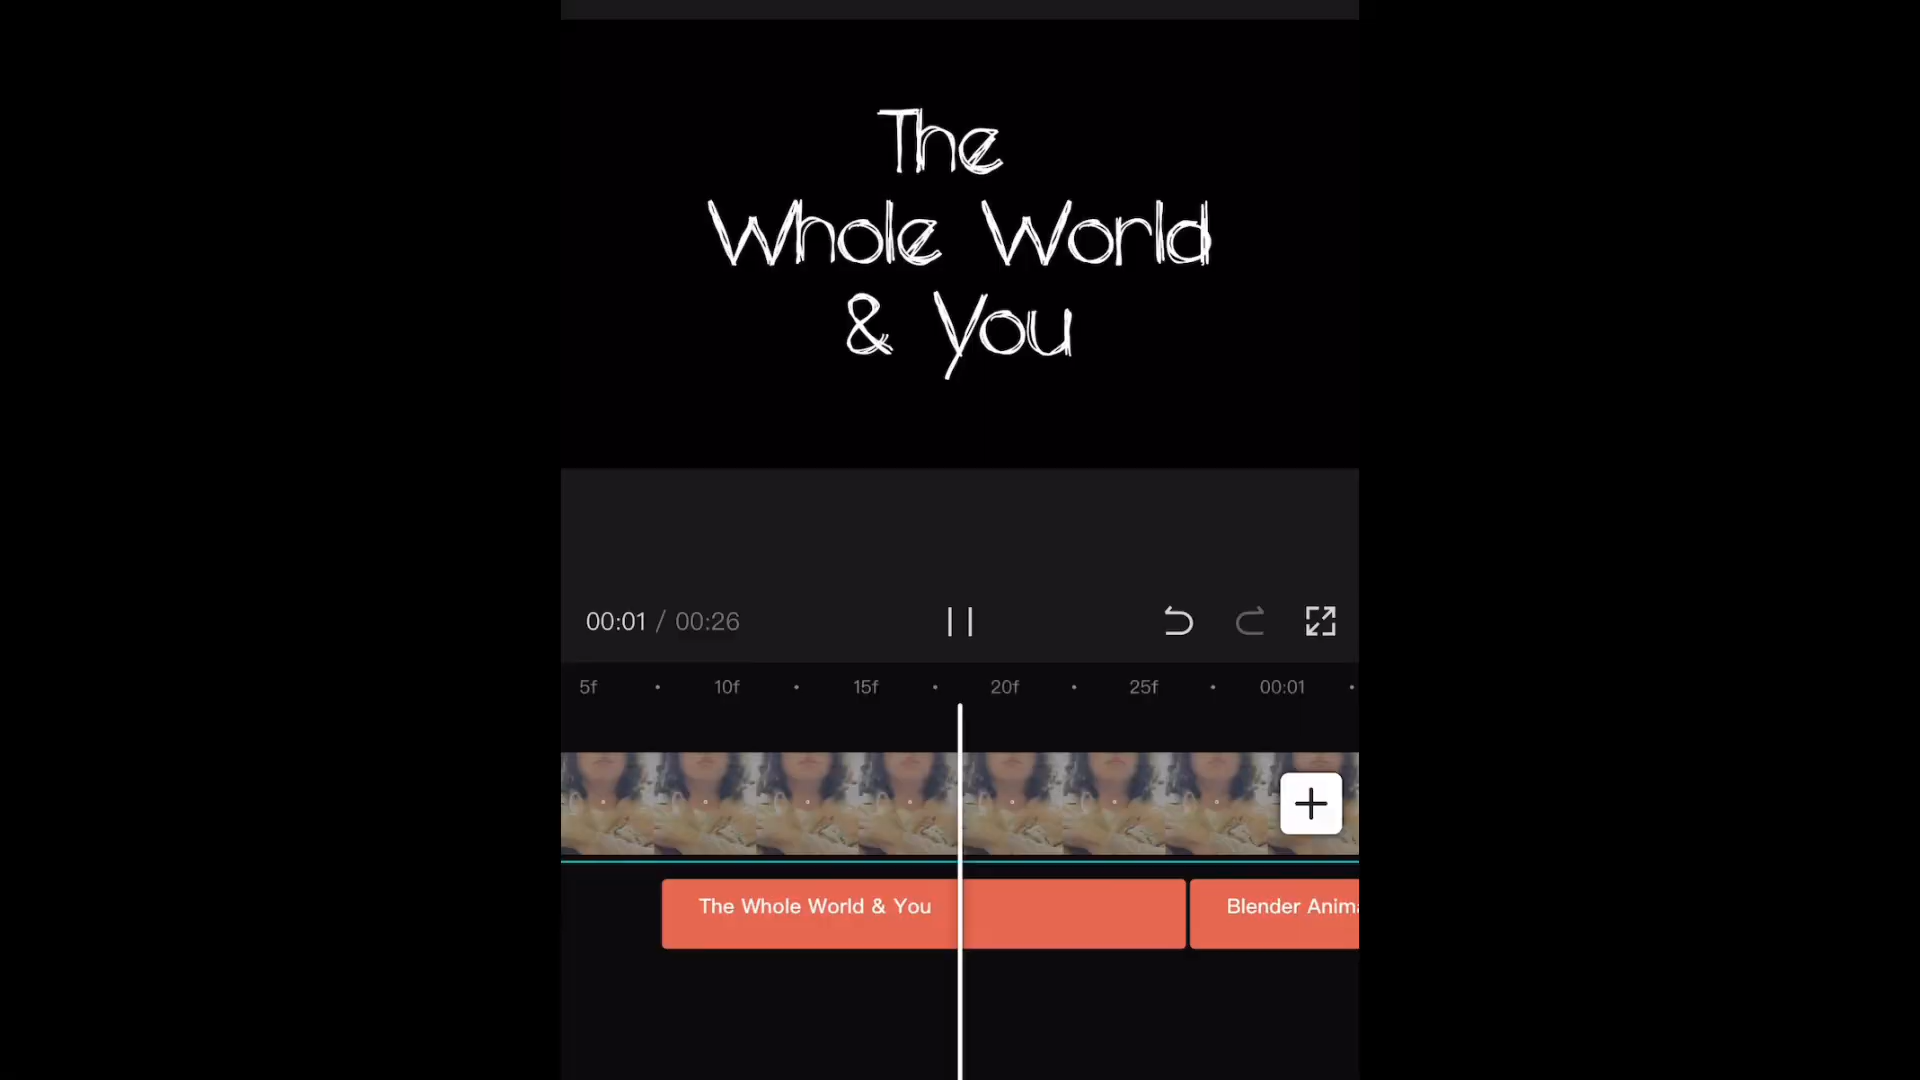 The
Whole World
& You
00:01 / 00:26
5f 10f 15f 20f 25f 00:01
The Whole World & You
Blender Anim